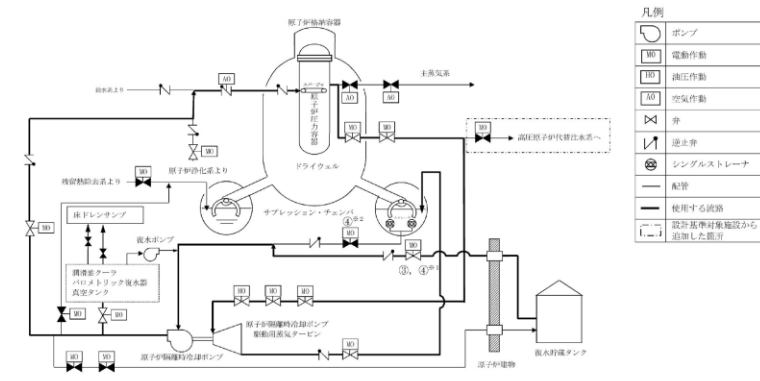 原子炉格納容器
凡例
ポンプ
MO
電動作動
HO
油圧作動
AO
空気作動
弁
逆止弁
シングルストレーナ
配管
使用する流路
設計基準対象施設から
追加した箇所
AO
給水系より
スパージャ
原子炉圧力容器
主蒸気系
AO
AO
MO
MO
MO
高圧原子炉代替注水系へ
MO
ドライウェル
原子炉浄化系より
MO
残留熱除去系より
サプレッション・チェンバ
床ドレンサンプ
④※2
MO
MO
復水ポンプ
MO
③、④※1
潤滑油クーラ
バロメトリック復水器
真空タンク
HO
MO
MO
MO
MO
原子炉隔離時冷却ポンプ
駆動用蒸気タービン
MO
MO
MO
原子炉隔離時冷却ポンプ
原子炉建物
復水貯蔵タンク